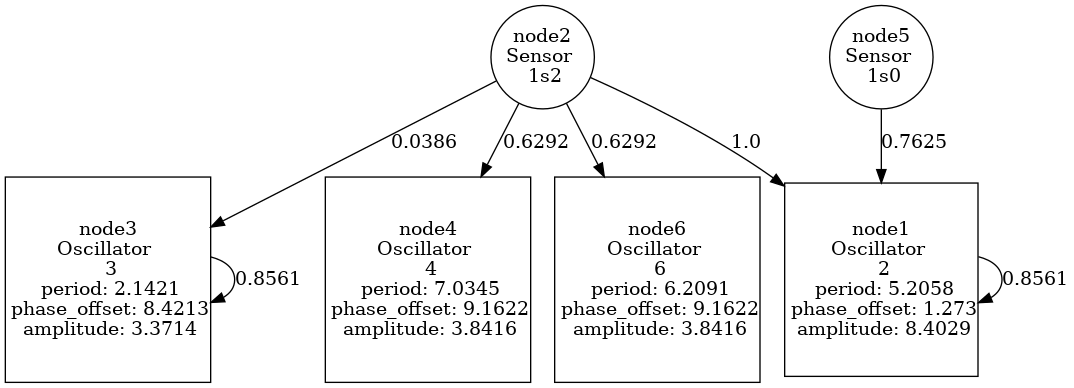 node2
Sensor
1s2
node5
Sensor
1s0
0.0386
0.6292
0.6292
1.0
0.7625
node3
Oscillator
3
period: 2.1421
phase_offset: 8.4213
amplitude: 3.3714
0.8561
node4
Oscillator
4
period: 7.0345
phase_offset: 9.1622
amplitude: 3.8416
node6
Oscillator
6
period: 6.2091
phase_offset: 9.1622
amplitude: 3.8416
node1
Oscillator
2
period: 5.2058
phase_offset: 1.273
amplitude: 8.4029
0.8561